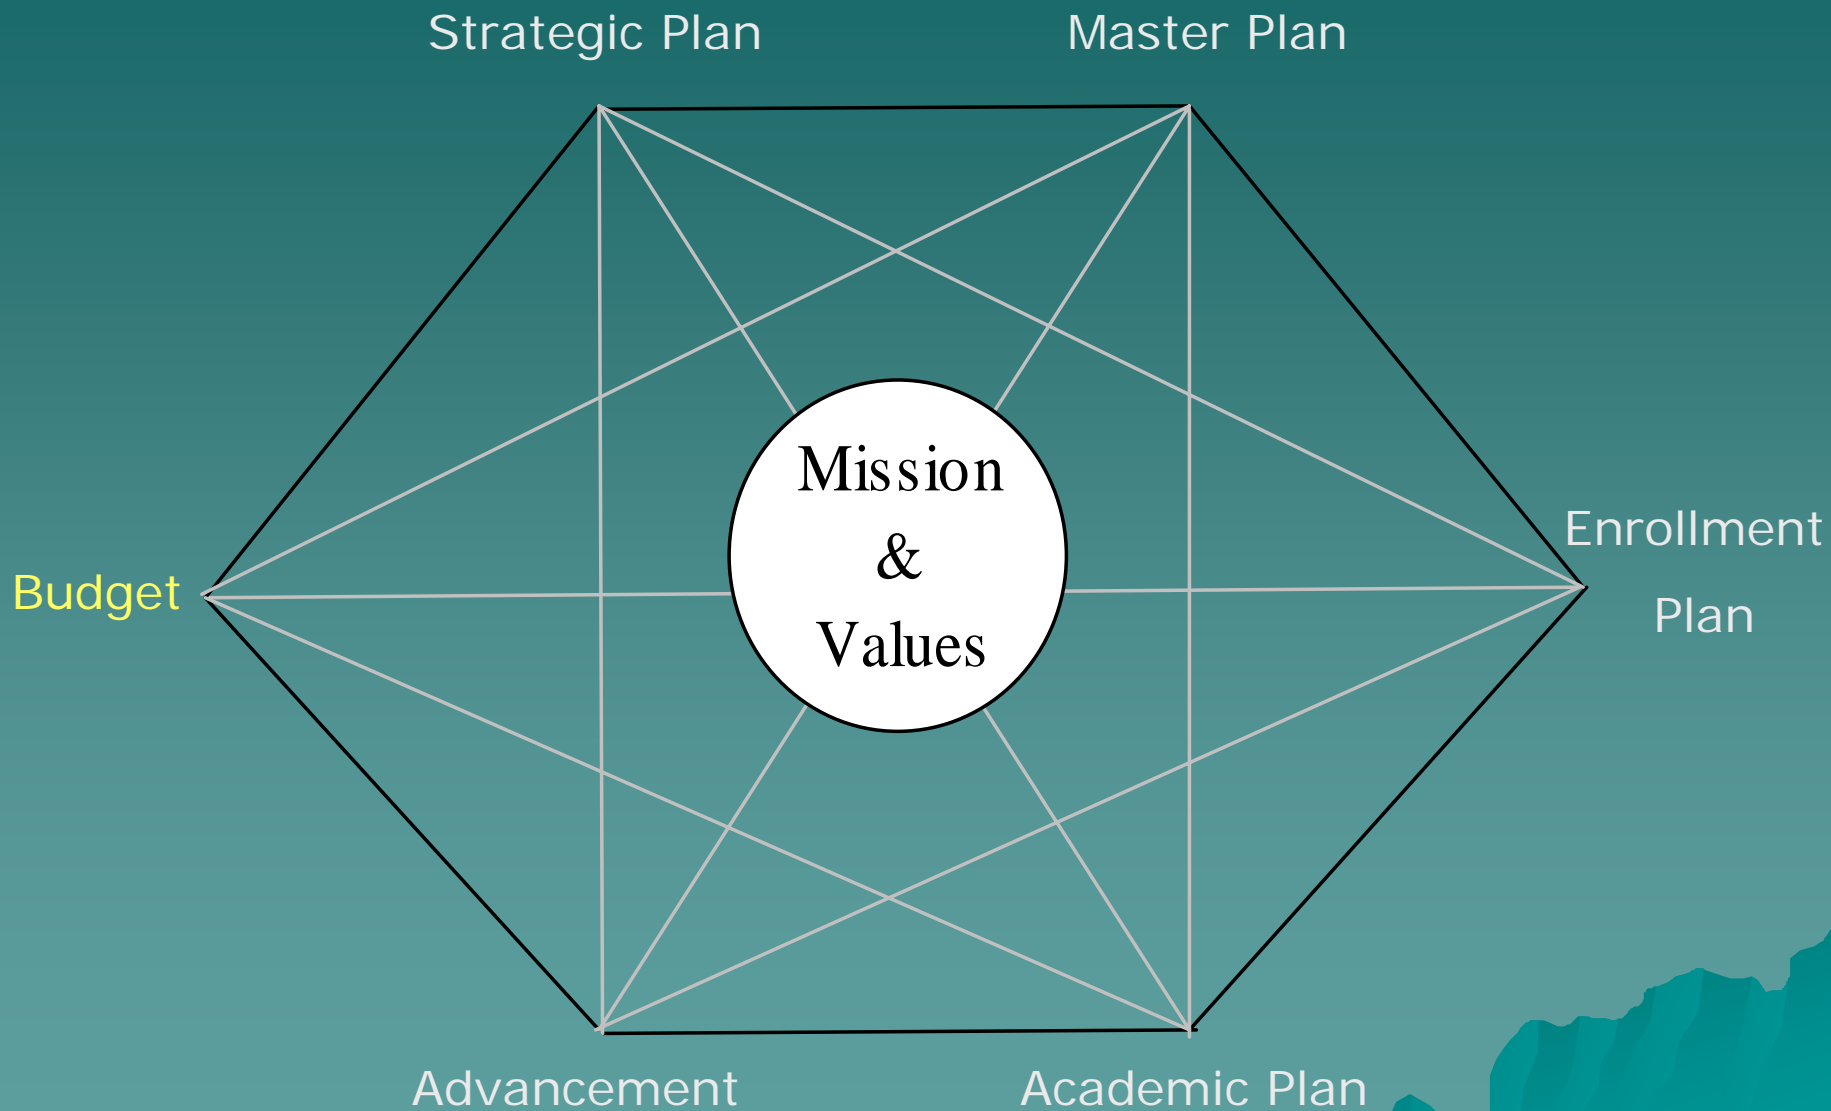 Strategic Plan
Master Plan
Mission
&
Values
Budget
Enrollment
Plan
Advancement
Academic Plan